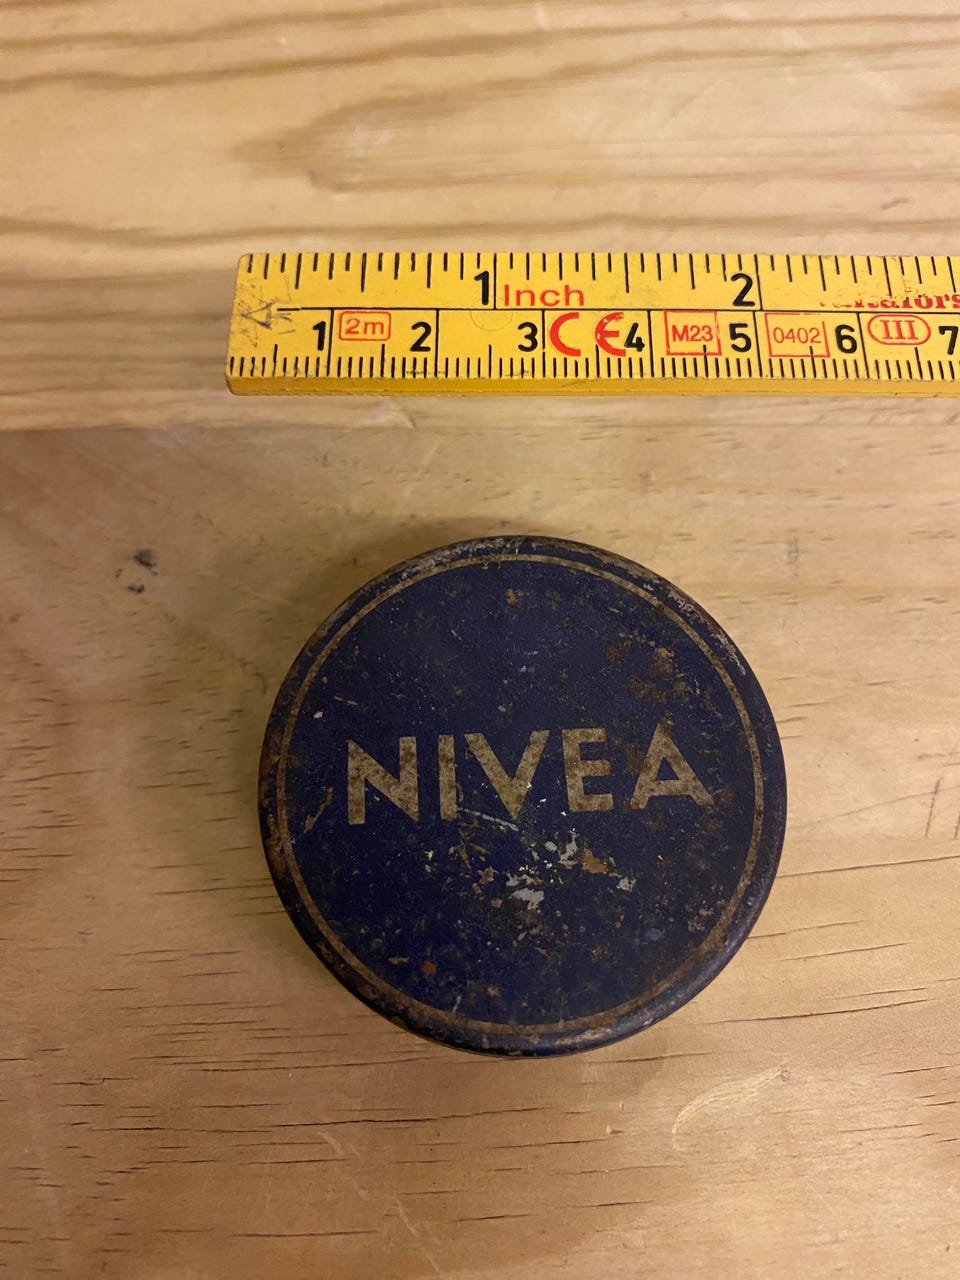 1 Inch 2
1 2m 2 3 CE 4 M23 5 0402 6 III 7
NIVEA